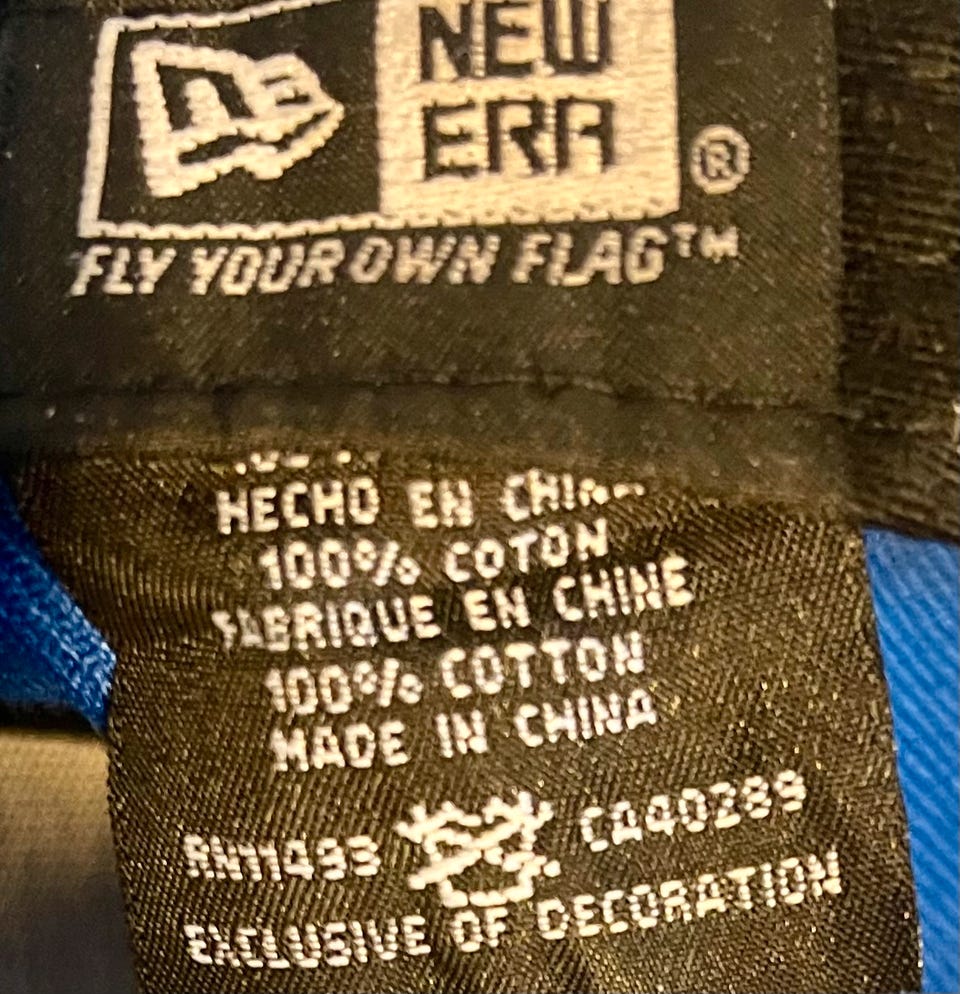 NEW
ERA
®
FLY YOUR OWN FLAG™
HECHO EN CHINA
100% COTON
FABRIQUE EN CHINE
100% COTTON
MADE IN CHINA
RN11493 CA40289
EXCLUSIVE OF DECORATION